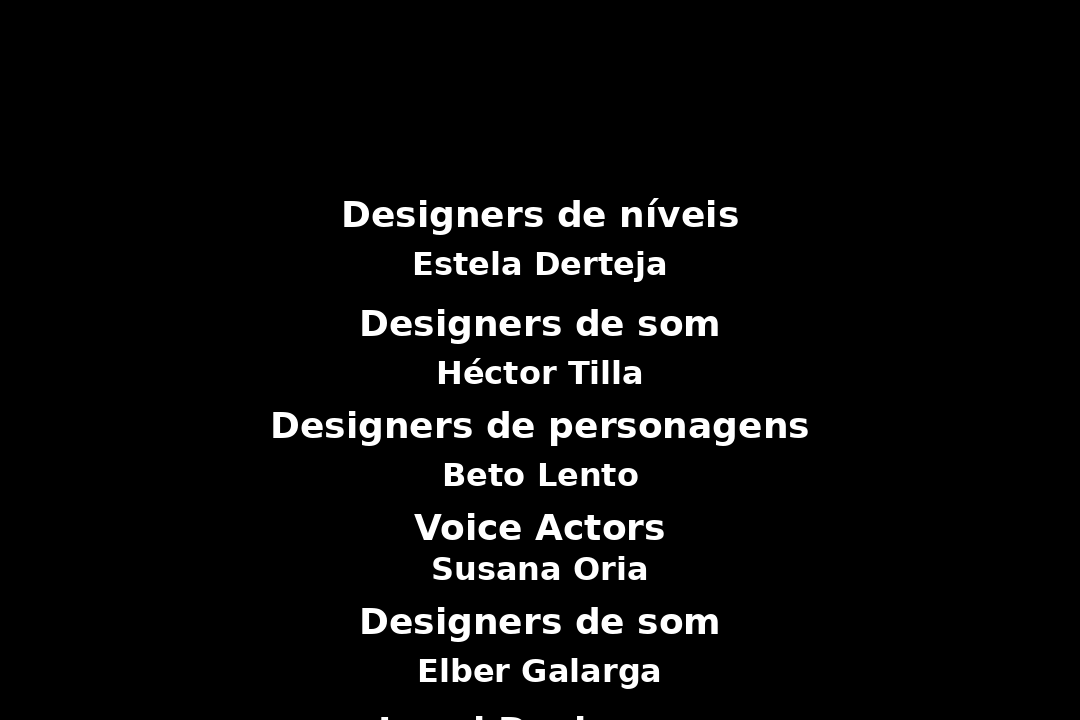 Designers de níveis
Estela Derteja
Designers de som
Héctor Tilla
Designers de personagens
Beto Lento
Voice Actors
Susana Oria
Designers de som
Elber Galarga